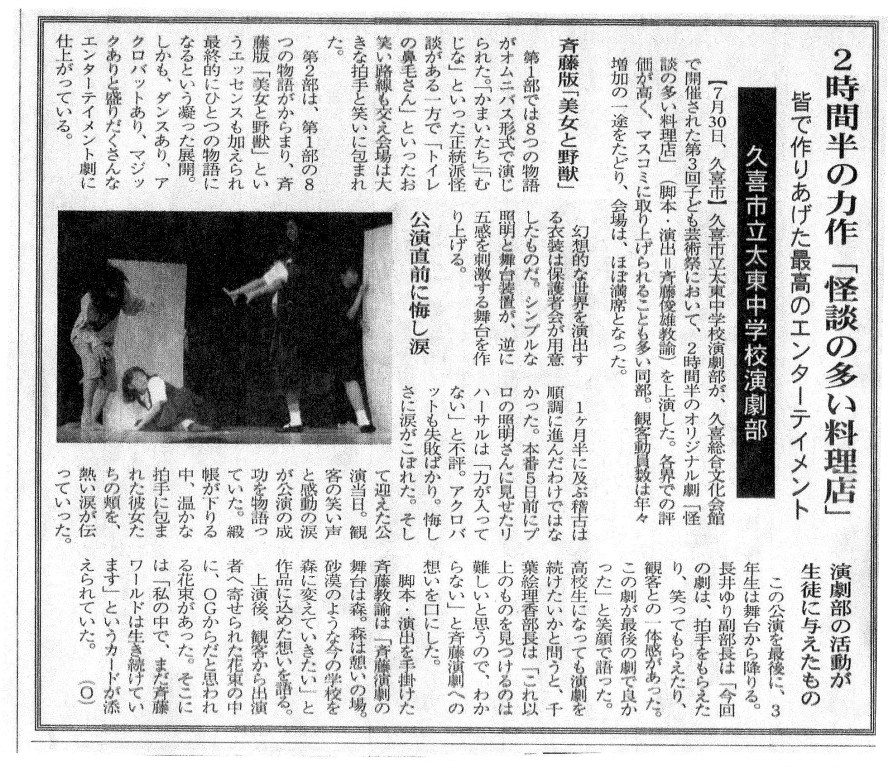 2時間半の力作「怪談の多い料理店」
皆で作りあげた最高のエンターテイメント
久喜市立太東中学校演劇部
【7月30日、久喜市】久喜市立太東中学校演劇部が、久喜総合文化会館
で開催された第3回子ども芸術祭において、2時間半のオリジナル劇「怪
談の多い料理店」(脚本・演出=斉藤俊雄教諭)を上演した。各界での評
価が高く、マスコミに取り上げられることも多い同部。観客動員数は年々
増加の一途をたどり、会場は、ほぼ満席となった。
斉藤版「美女と野獣」
第1部では8つの物語
がオムニバス形式で演じ
られた。「かまいたち」「む
じな」といった正統派怪
談がある一方で「トイレ
の鼻毛さん」といったお
笑い路線も交え会場は大
きな拍手と笑いに包まれ
た。
第2部は、第1部の8
つの物語がからまり、斉
藤版「美女と野獣」とい
うエッセンスも加えられ
最終的にひとつの物語に
なるという凝った展開。
しかも、ダンスあり、ア
クロバットあり、マジッ
クありと盛りだくさんな
エンターテイメント劇に
仕上がっている。
幻想的な世界を演出す
る衣装は保護者会が用意
したものだ。シンプルな
照明と舞台装置が、逆に
五感を刺激する舞台を作
り上げる。
公演直前に悔し涙
1ヶ月半に及ぶ稽古は
順調に進んだわけではな
かった。本番5日前にプ
ロの照明さんに見せたリ
ハーサルは「力が入って
ない」と不評。アクロバ
ットも失敗ばかり。悔し
さに涙がこぼれた。そし
て迎えた公
演当日。観
客の笑い声
と感動の涙
が公演の成
功を物語っ
ていた。緞
帳が下りる
中、温かな
拍手に包ま
れた彼女た
ちの頬を、
熱い涙が伝
っていった。
演劇部の活動が
生徒に与えたもの
この公演を最後に、3
年生は舞台から降りる。
長井ゆり副部長は「今回
の劇は、拍手をもらえた
り、笑ってもらえたり、
観客との一体感があった。
この劇が最後の劇で良か
った」と笑顔で語った。
高校生になっても演劇を
続けたいかと問うと、千
葉絵理香部長は「これ以
上のものを見つけるのは
難しいと思うので、わか
らない」と斉藤演劇への
想いを口にした。
脚本・演出を手掛けた
斉藤教諭は「斉藤演劇の
舞台は森。森は憩いの場。
砂漠のような今の学校を
森に変えていきたい」と
作品に込めた想いを語る。
上演後、観客から出演
者へ寄せられた花束の中
に、OGからだと思われ
る花束があった。そこに
は「私の中で、まだ斉藤
ワールドは生き続けてい
ます」というカードが添
えられていた。 (O)